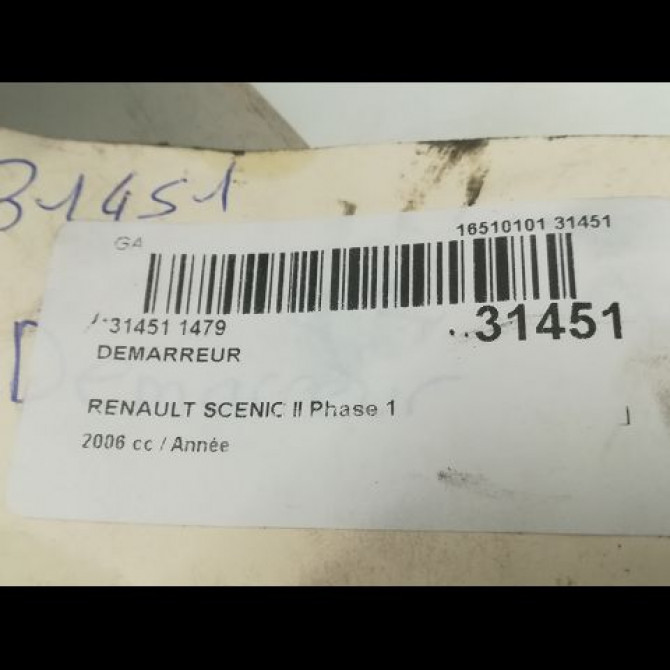 31451
GA
16510101 31451
31451 1479
..31451
DEMARREUR
RENAULT SCENIC II Phase 1
2006 cc / Année